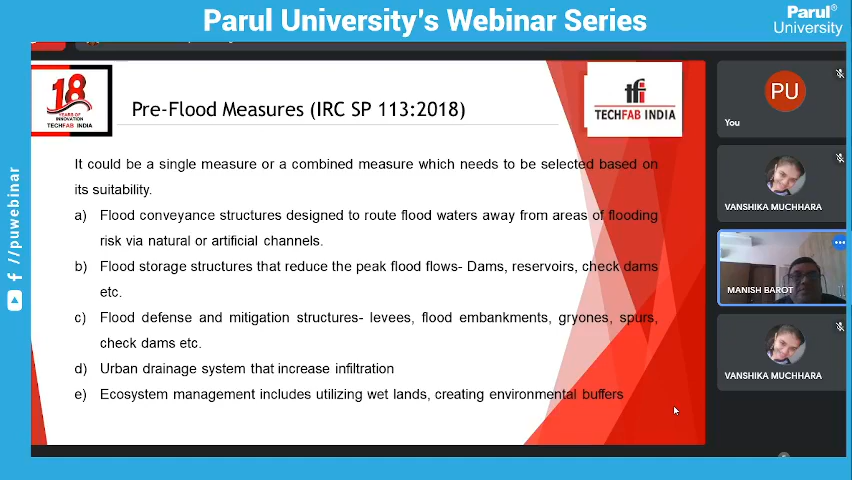 Parul University's Webinar Series
Parul®
University
18
YEARS OF
INNOVATION
TECHFAB INDIA
Pre-Flood Measures (IRC SP 113:2018)
tfi
TECHFAB INDIA
It could be a single measure or a combined measure which needs to be selected based on
its suitability.
a) Flood conveyance structures designed to route flood waters away from areas of flooding
risk via natural or artificial channels.
b) Flood storage structures that reduce the peak flood flows- Dams, reservoirs, check dams
etc.
c) Flood defense and mitigation structures- levees, flood embankments, gryones, spurs,
check dams etc.
d) Urban drainage system that increase infiltration
e) Ecosystem management includes utilizing wet lands, creating environmental buffers
PU
You
VANSHIKA MUCHHARA
MANISH BAROT
VANSHIKA MUCHHARA
/puwebinar